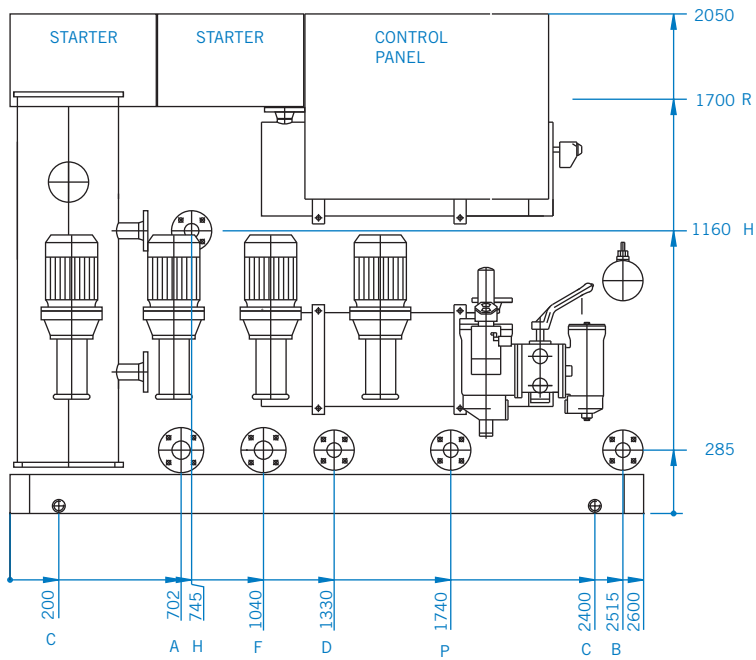 STARTER
STARTER
CONTROL
PANEL
2050
1700 R
1160 H
285
200
702
745
1040
1330
1740
2400
2515
2600
C
A
H
F
D
P
C
B